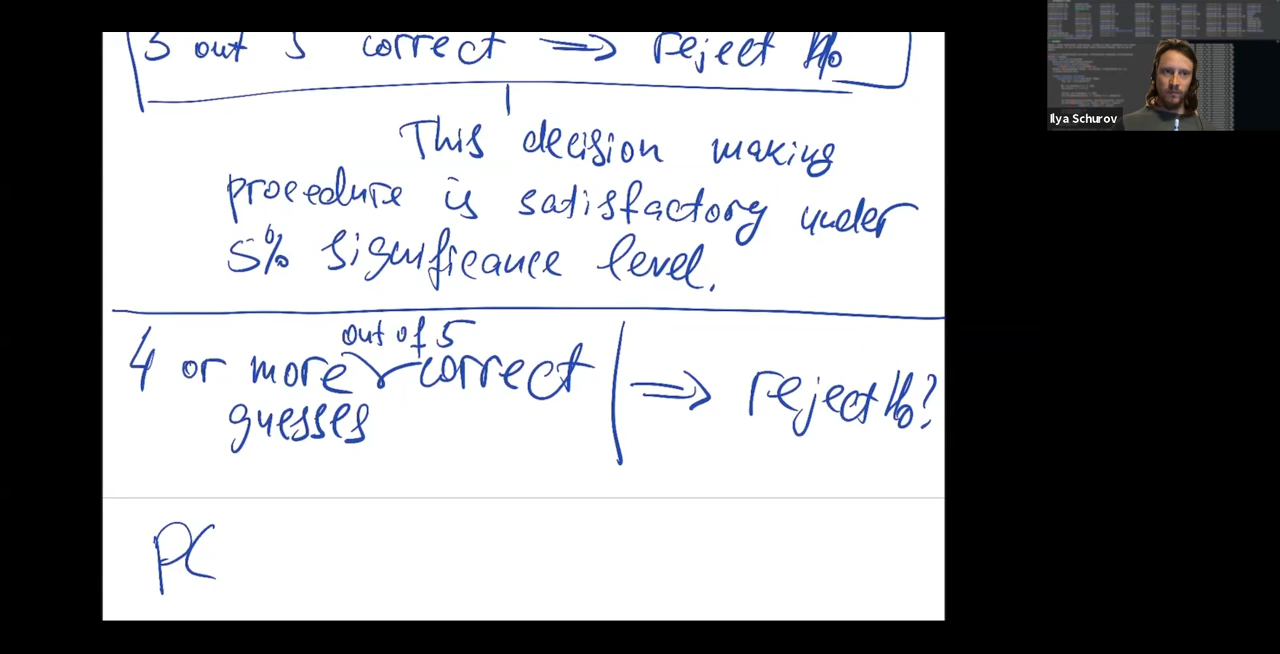 5 out 5 correct ⇒ reject H₀
This decision making
procedure is satisfactory under
5% significance level.
out of 5
4 or more correct
guesses
⇒ reject H₀?
P(
Ilya Schurov